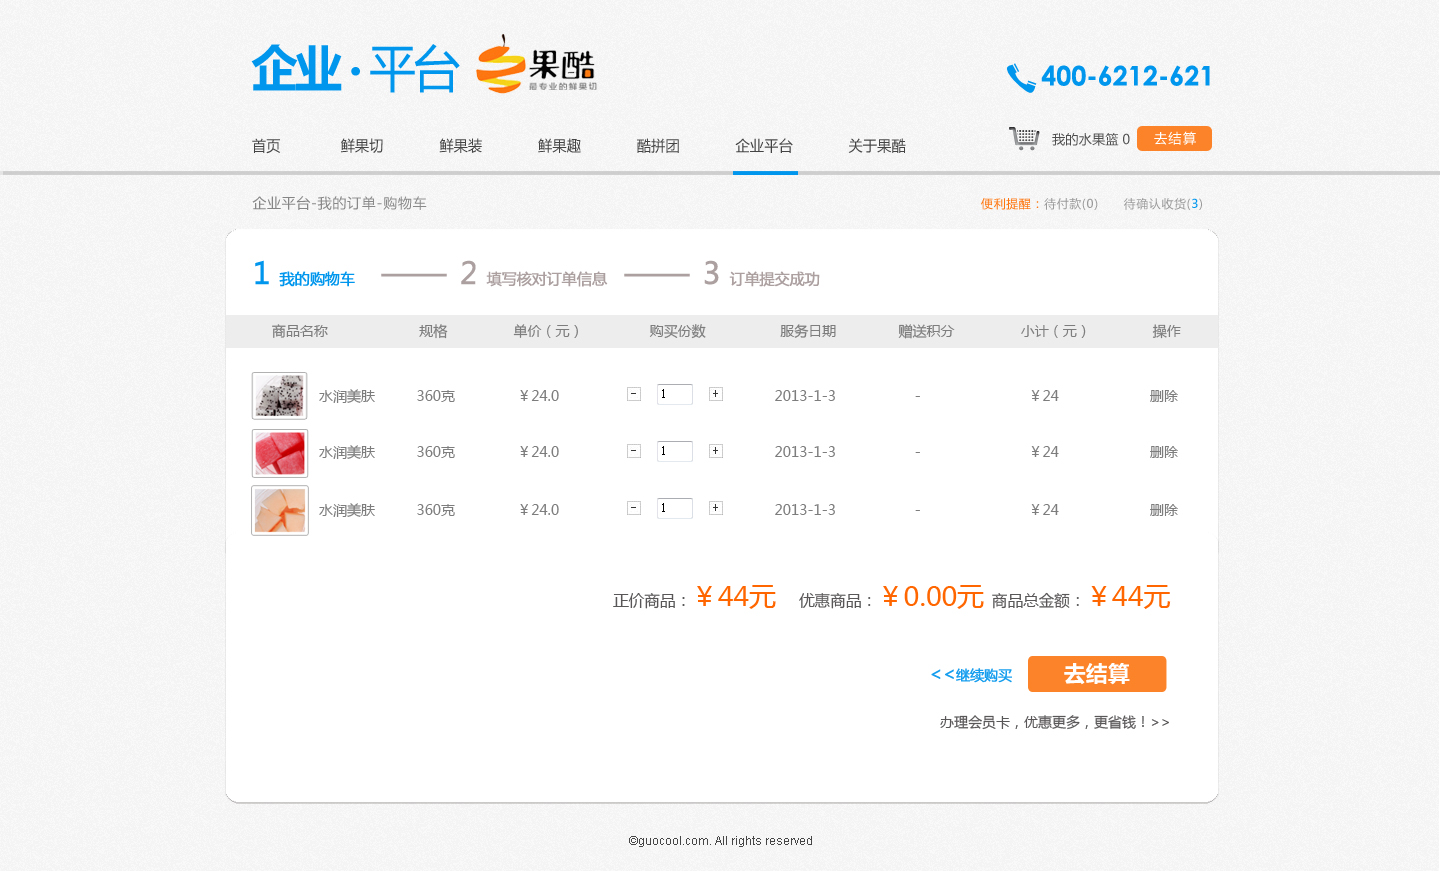 企业·平台 果酷
最专业的鲜果切
400-6212-621
首页 鲜果切 鲜果装 鲜果趣 酷拼团 企业平台 关于果酷
我的水果篮 0 去结算
企业平台-我的订单-购物车
便利提醒：待付款(0) 待确认收货(3)
1 我的购物车 2 填写核对订单信息 3 订单提交成功
商品名称 规格 单价（元） 购买份数 服务日期 赠送积分 小计（元） 操作
水润美肤 360克 ￥24.0 - 1 + 2013-1-3 - ￥24 删除
水润美肤 360克 ￥24.0 - 1 + 2013-1-3 - ￥24 删除
水润美肤 360克 ￥24.0 - 1 + 2013-1-3 - ￥24 删除
正价商品：￥44元 优惠商品：￥0.00元 商品总金额：￥44元
<<继续购买 去结算
办理会员卡，优惠更多，更省钱！>>
©guocool.com. All rights reserved